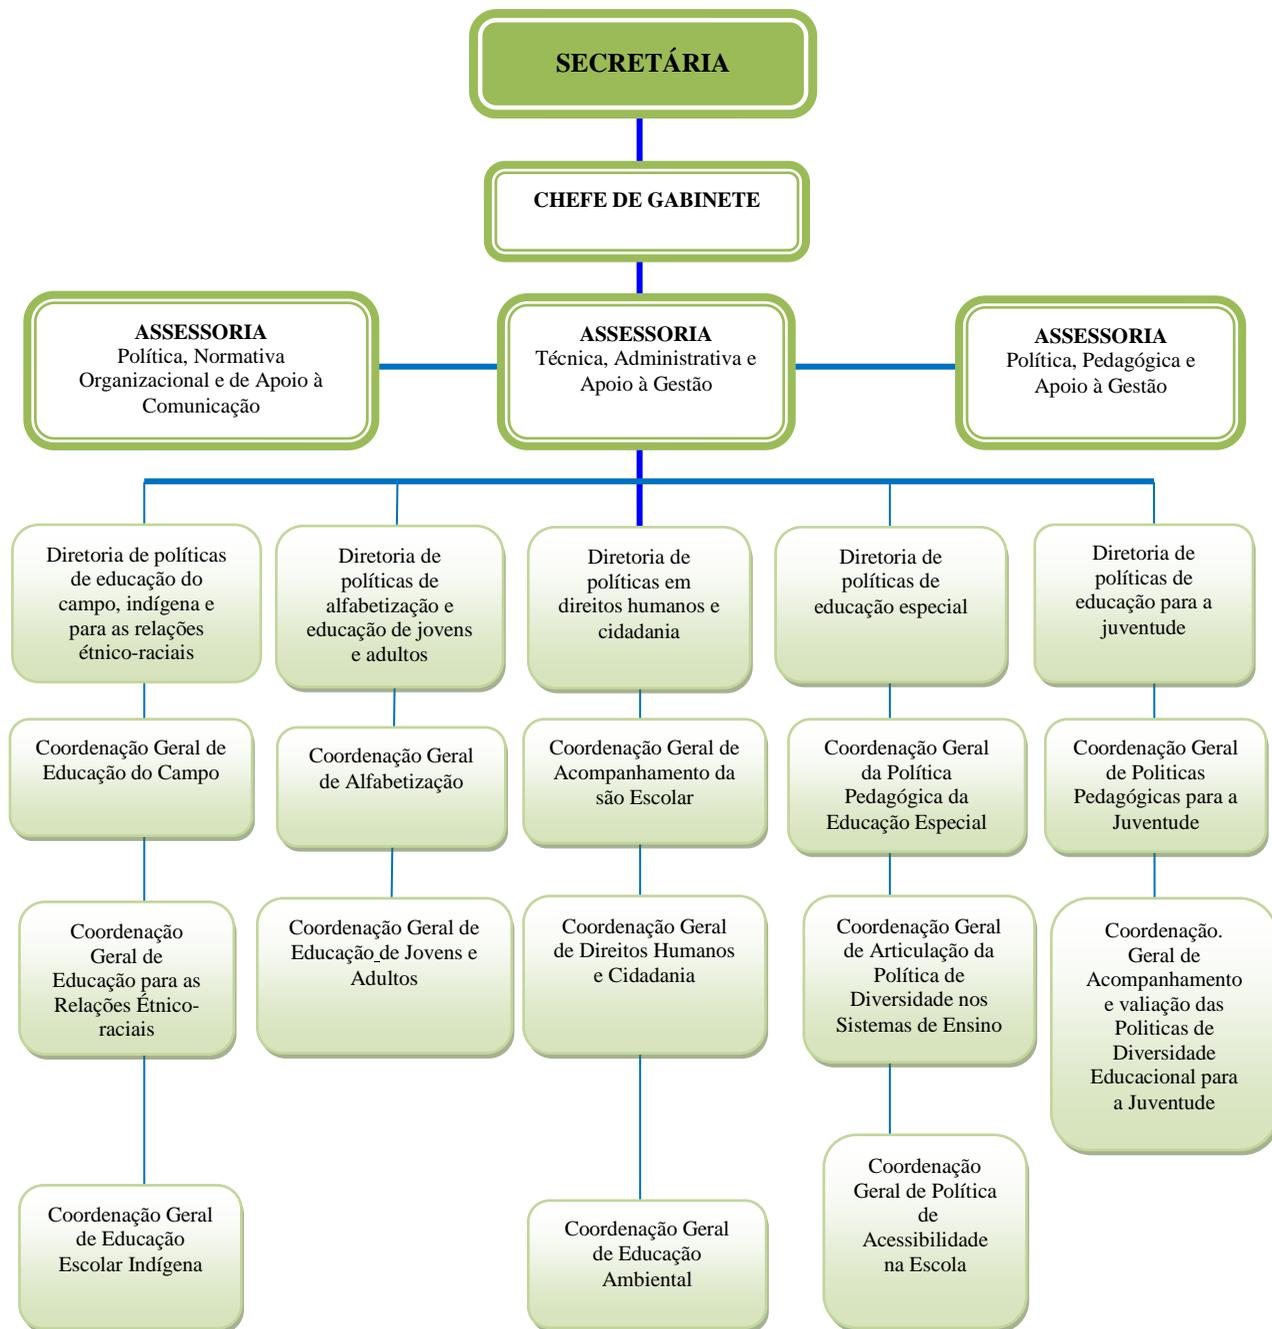 SECRETÁRIA
CHEFE DE GABINETE
ASSESSORIA
Política, Normativa
Organizacional e de Apoio à
Comunicação
ASSESSORIA
Técnica, Administrativa e
Apoio à Gestão
ASSESSORIA
Política, Pedagógica e
Apoio à Gestão
Diretoria de políticas
de educação do
campo, indígena e
para as relações
étnico-raciais
Diretoria de
políticas de
alfabetização e
educação de jovens
e adultos
Diretoria de
políticas em
direitos humanos e
cidadania
Diretoria de
políticas de
educação especial
Diretoria de
políticas de
educação para a
juventude
Coordenação Geral de
Educação do Campo
Coordenação Geral
de Alfabetização
Coordenação Geral de
Acompanhamento da
são Escolar
Coordenação Geral
da Política
Pedagógica da
Educação Especial
Coordenação Geral
de Politicas
Pedagógicas para a
Juventude
Coordenação
Geral de
Educação para as
Relações Étnico-
raciais
Coordenação Geral de
Educação de Jovens e
Adultos
Coordenação Geral
de Direitos Humanos
e Cidadania
Coordenação Geral
de Articulação da
Política de
Diversidade nos
Sistemas de Ensino
Coordenação.
Geral de
Acompanhamento
e valiação das
Politicas de
Diversidade
Educacional para
a Juventude
Coordenação Geral
de Educação
Escolar Indígena
Coordenação Geral
de Educação
Ambiental
Coordenação
Geral de Política
de
Acessibilidade
na Escola